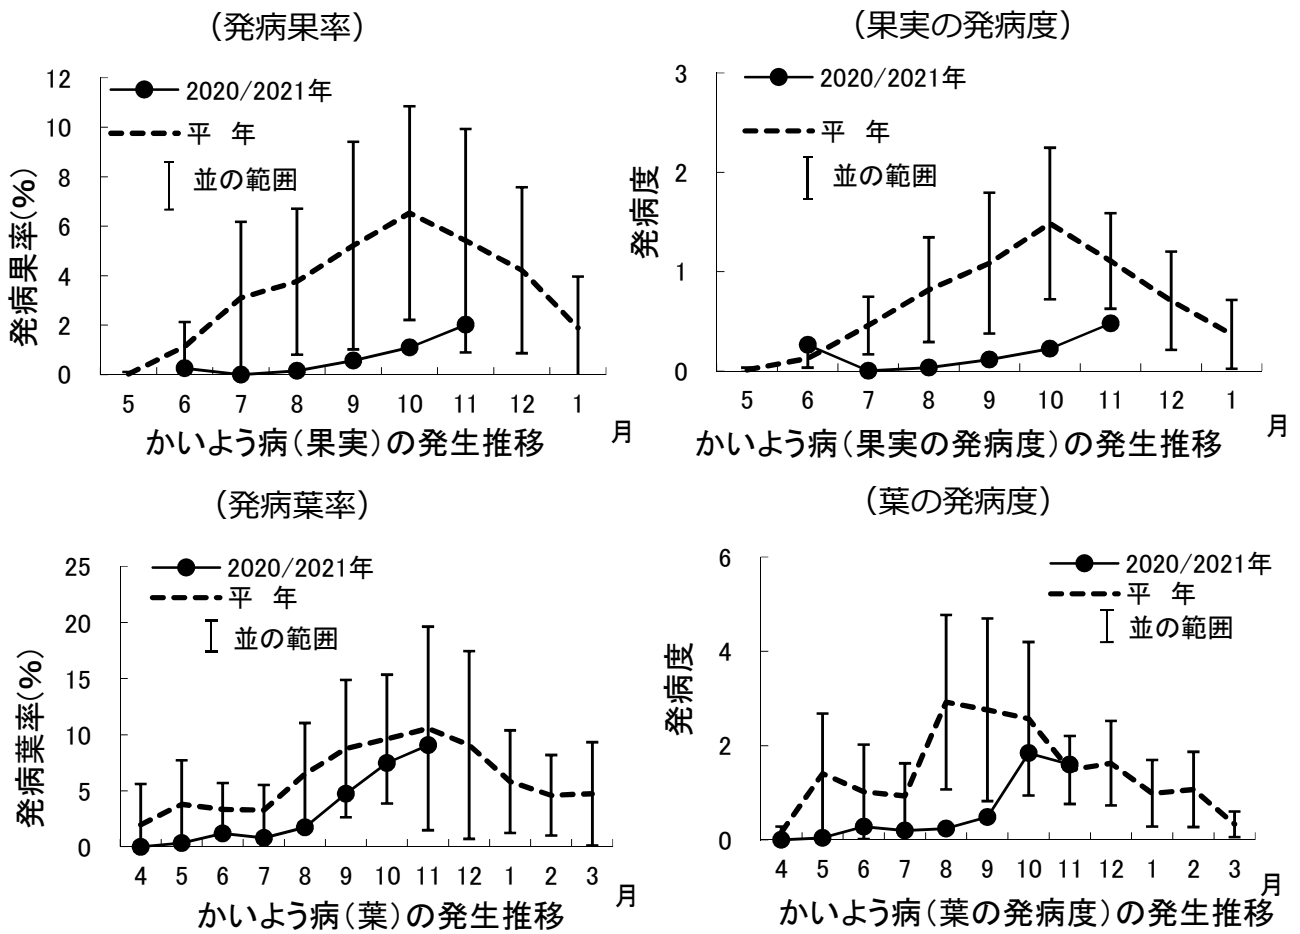 (発病果率)
12
10
8
6
4
2
0
発病果率(%)
2020/2021年
平 年
並の範囲
5 6 7 8 9 10 11 12 1
月
かいよう病(果実)の発生推移
(果実の発病度)
3
2
1
0
発病度
2020/2021年
平 年
並の範囲
5 6 7 8 9 10 11 12 1
月
かいよう病(果実の発病度)の発生推移
(発病葉率)
25
20
15
10
5
0
発病葉率(%)
2020/2021年
平 年
並の範囲
4 5 6 7 8 9 10 11 12 1 2 3
月
かいよう病(葉)の発生推移
(葉の発病度)
6
4
2
0
発病度
2020/2021年
平 年
並の範囲
4 5 6 7 8 9 10 11 12 1 2 3
月
かいよう病(葉の発病度)の発生推移